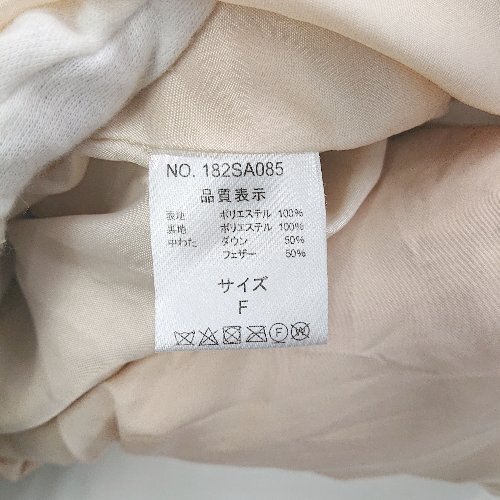 NO. 182SA085
品質表示
表地 ポリエステル 100%
裏地 ポリエステル 100%
中わた ダウン 50%
フェザー 50%
サイズ
F
F W